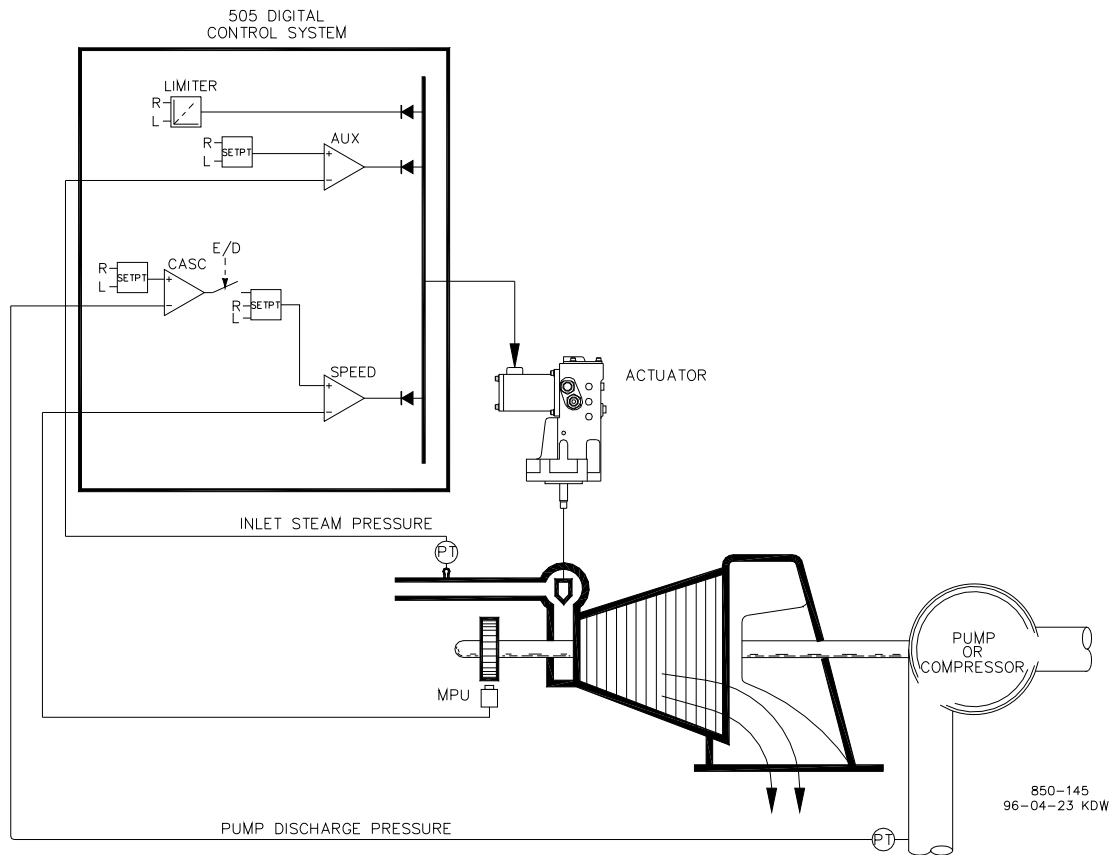 505 DIGITAL
CONTROL SYSTEM
LIMITER
R
L
AUX
R
L
SETPT
+
−
E/D
CASC
R
L
SETPT
+
−
R
L
SETPT
SPEED
+
−
ACTUATOR
INLET STEAM PRESSURE
PT
PUMP
OR
COMPRESSOR
MPU
850-145
96-04-23 KDW
PUMP DISCHARGE PRESSURE
PT